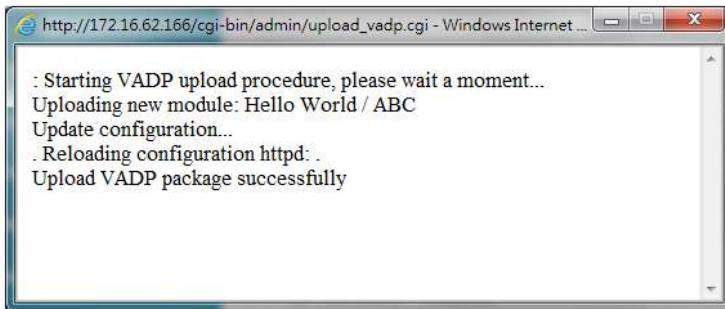 http://172.16.62.166/cgi-bin/admin/upload_vadp.cgi - Windows Internet ...
: Starting VADP upload procedure, please wait a moment...
Uploading new module: Hello World / ABC
Update configuration...
. Reloading configuration httpd: .
Upload VADP package successfully